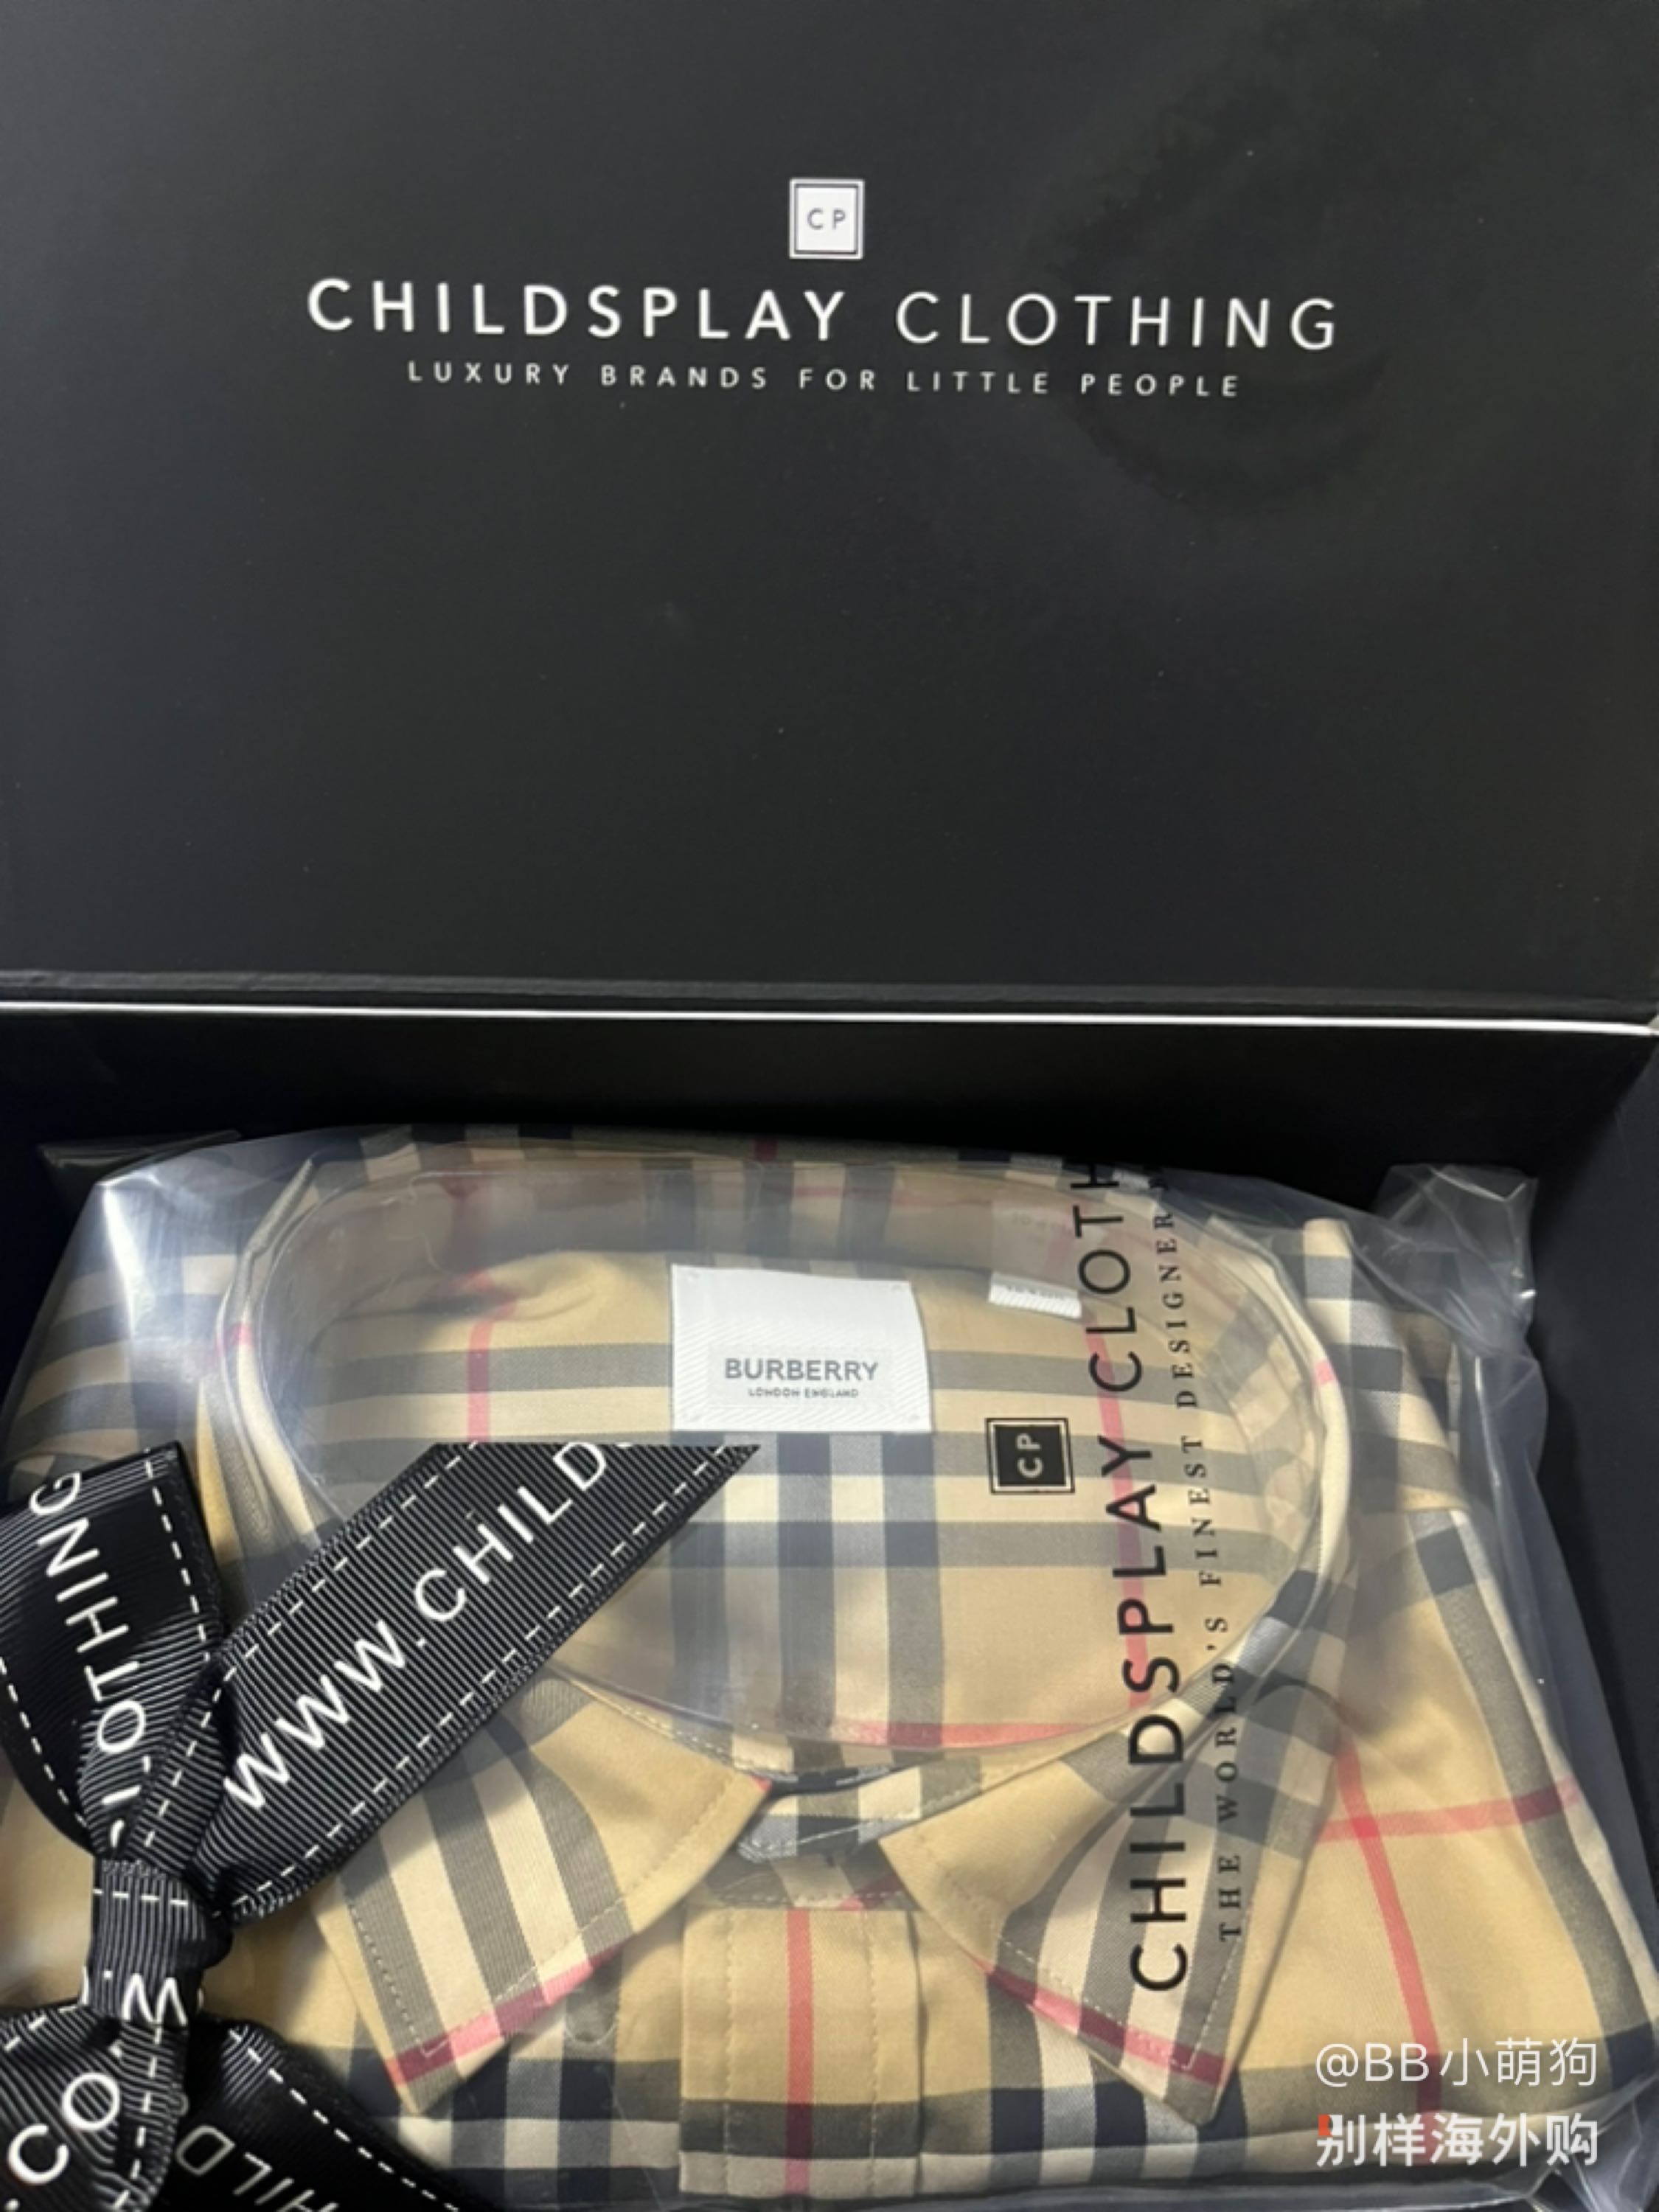 CP
CHILDSPLAY CLOTHING
LUXURY BRANDS FOR LITTLE PEOPLE
BURBERRY
LONDON ENGLAND
CP
CHILDSPLAY CLOTH
THE WORLD'S FINEST DESIGNER
WWW.CHILD
LOTHING
.CO
@BB小萌狗
别样海外购